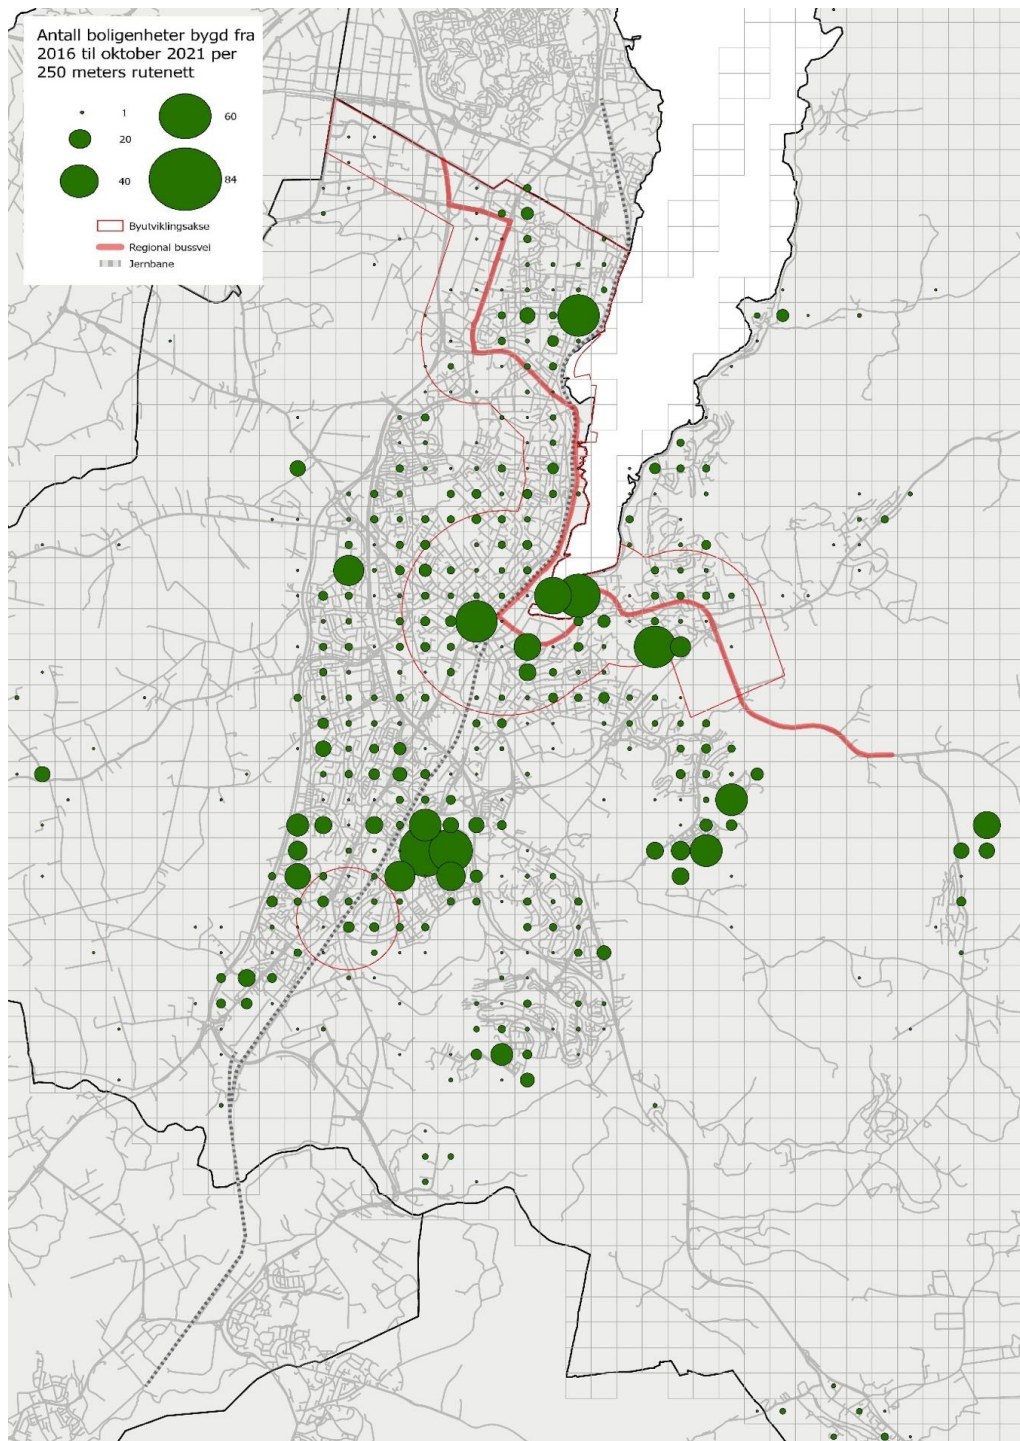 Antall boligenheter bygd fra
2016 til oktober 2021 per
250 meters rutenett
1
60
20
40
84
Byutviklingsakse
Regional bussvei
Jernbane